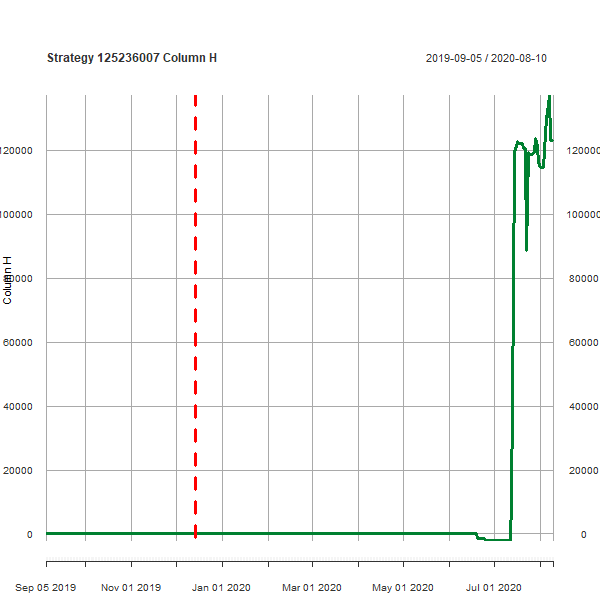 Strategy 125236007 Column H
2019-09-05 / 2020-08-10
120000
120000
100000
100000
80000
80000
Column H
60000
60000
40000
40000
20000
20000
0
0
Sep 05 2019
Nov 01 2019
Jan 01 2020
Mar 01 2020
May 01 2020
Jul 01 2020